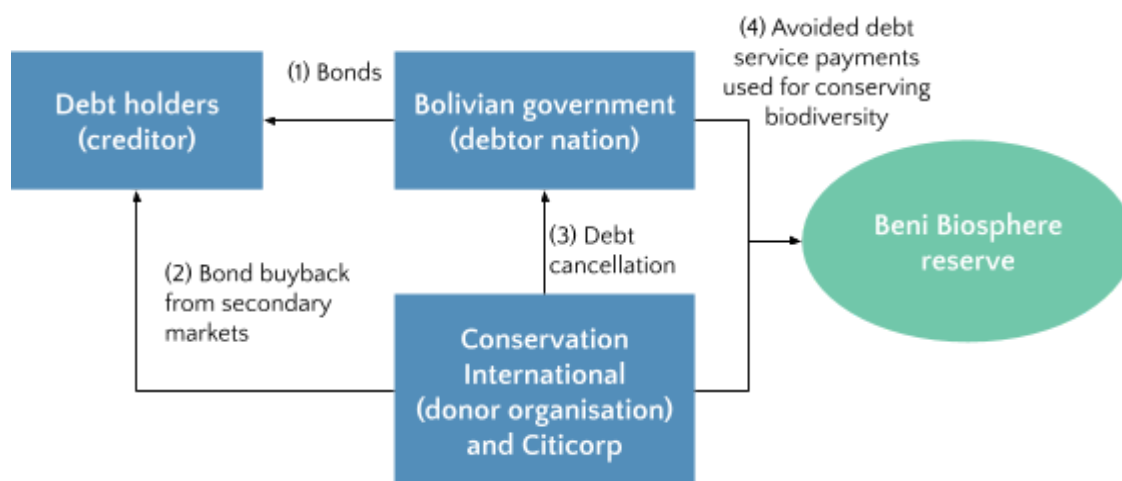 (4) Avoided debt
service payments
used for conserving
biodiversity
(1) Bonds
Debt holders
(creditor)
Bolivian government
(debtor nation)
Beni Biosphere
reserve
(3) Debt
cancellation
(2) Bond buyback
from secondary
markets
Conservation
International
(donor organisation)
and Citicorp